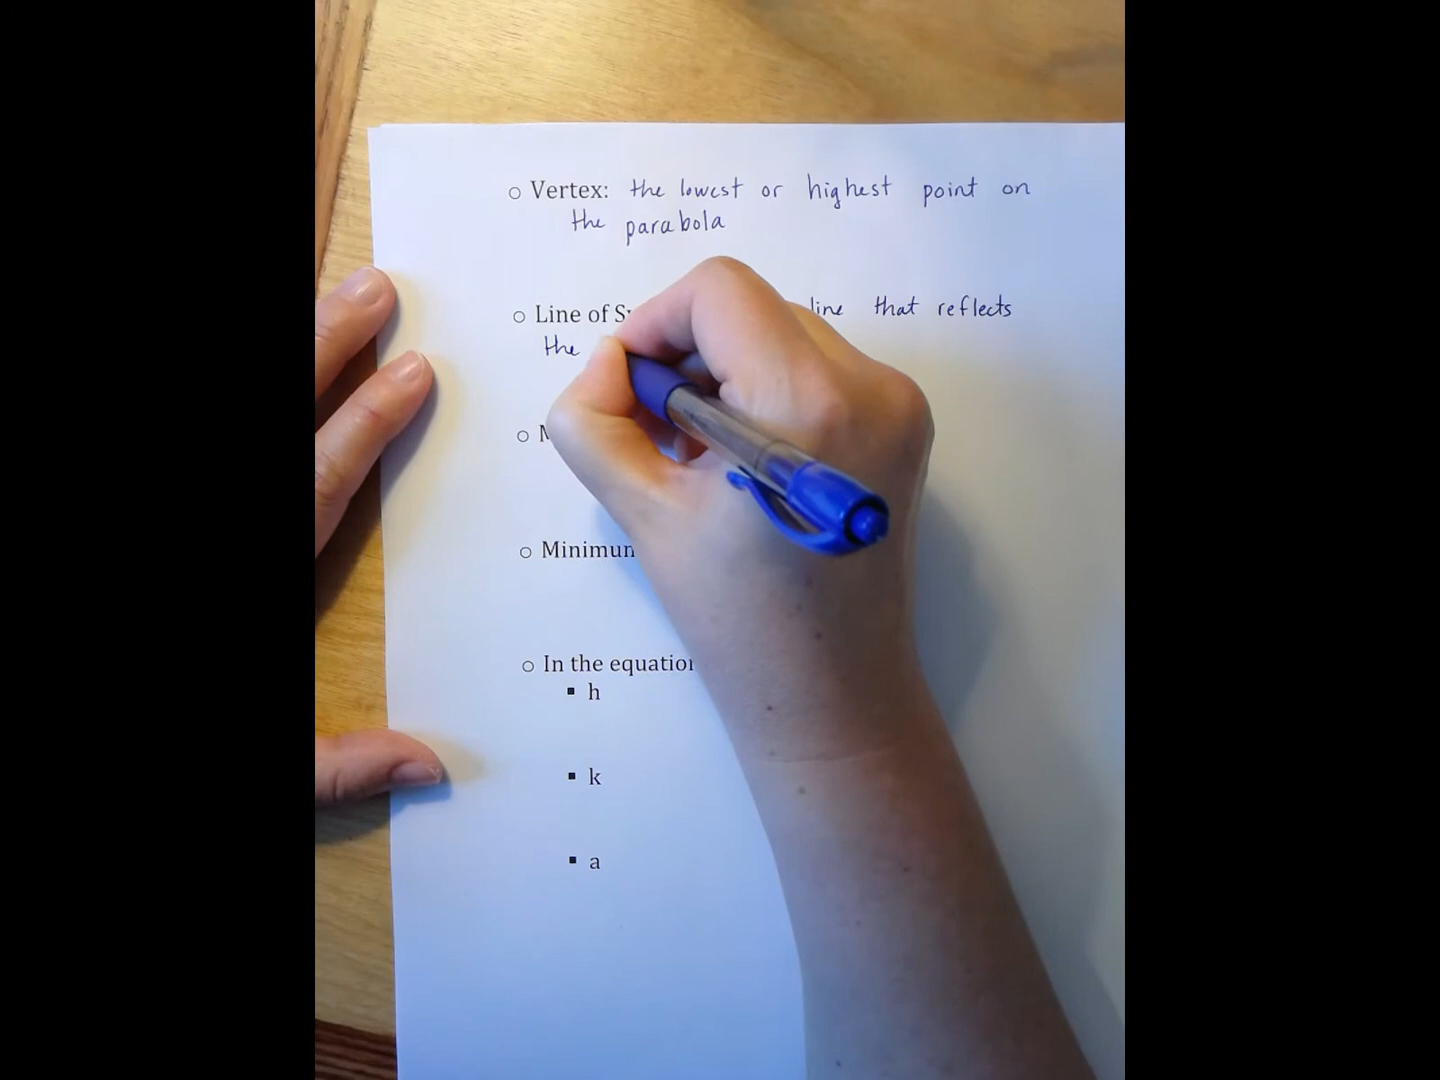 Vertex: the lowest or highest point on
the parabola
Line of line that reflects
the
Minimum
In the equation
h
k
a